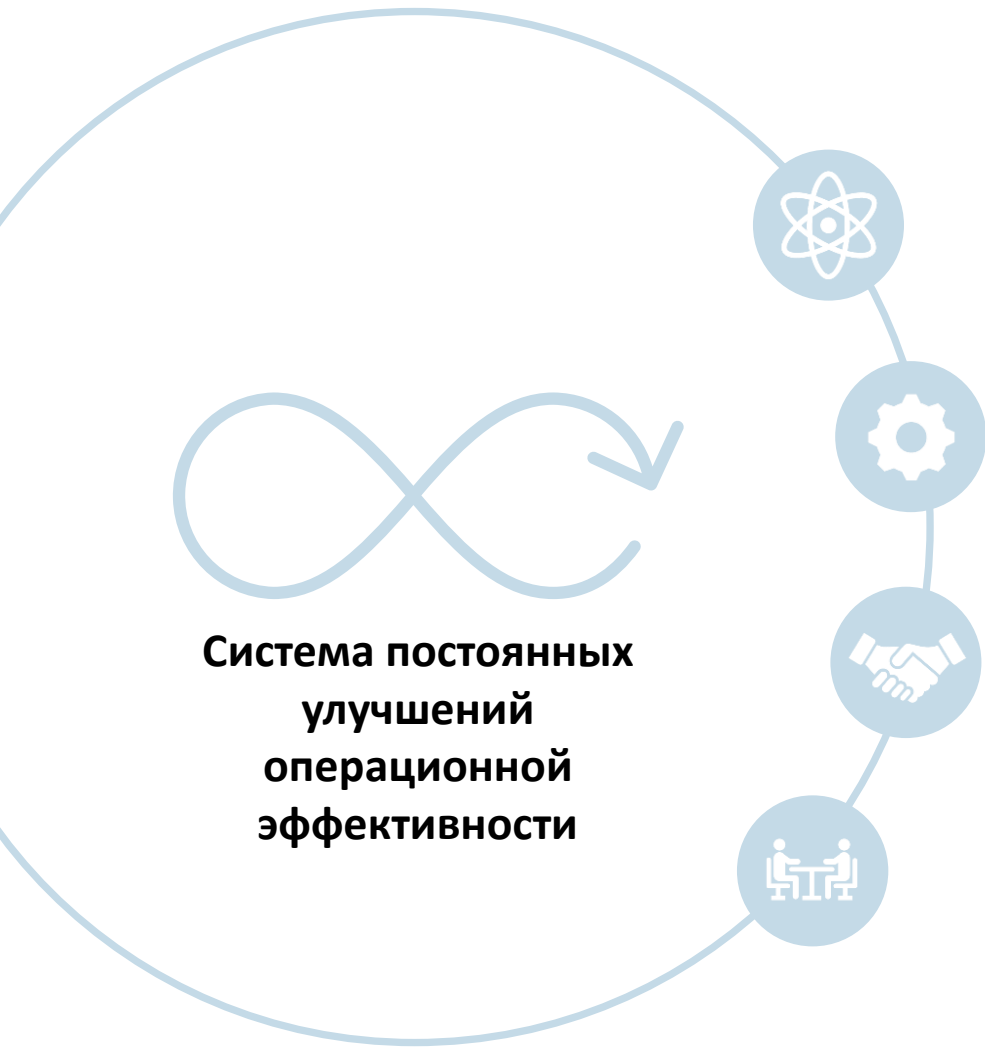 Система постоянных
улучшений
операционной
эффективности